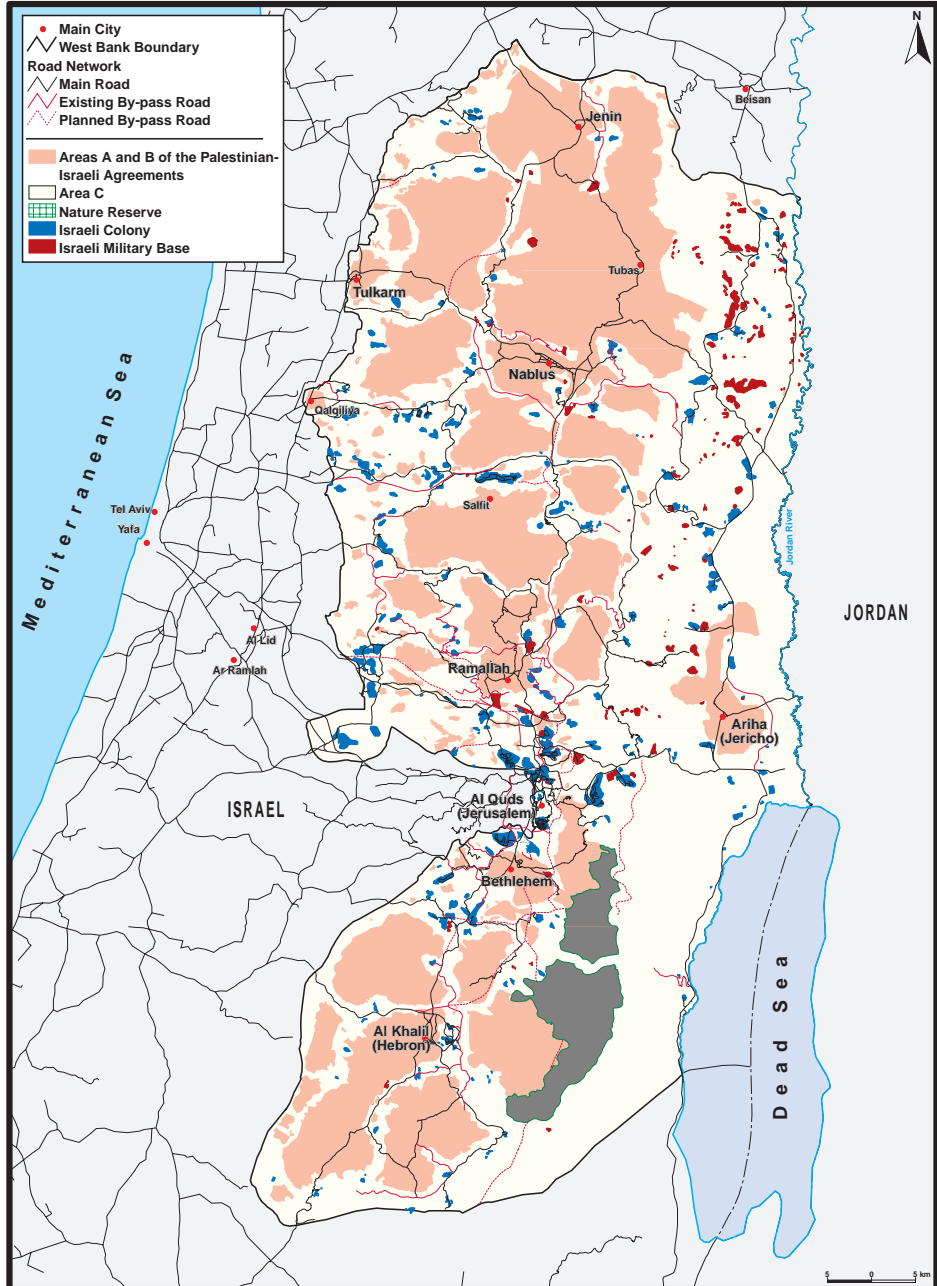 Main City
West Bank Boundary
Road Network
Main Road
Existing By-pass Road
Planned By-pass Road
Areas A and B of the Palestinian-
Israeli Agreements
Area C
Nature Reserve
Israeli Colony
Israeli Military Base
N
Beisan
Jenin
Tubas
Tulkarm
Nablus
Qalqiliya
Mediterranean Sea
Salfit
Tel Aviv
Yafa
Jordan River
JORDAN
Al Lid
Ar Ramlah
Ramallah
Ariha
(Jericho)
ISRAEL
Al Quds
(Jerusalem)
Bethlehem
Dead Sea
Al Khalil
(Hebron)
5 0 5 km